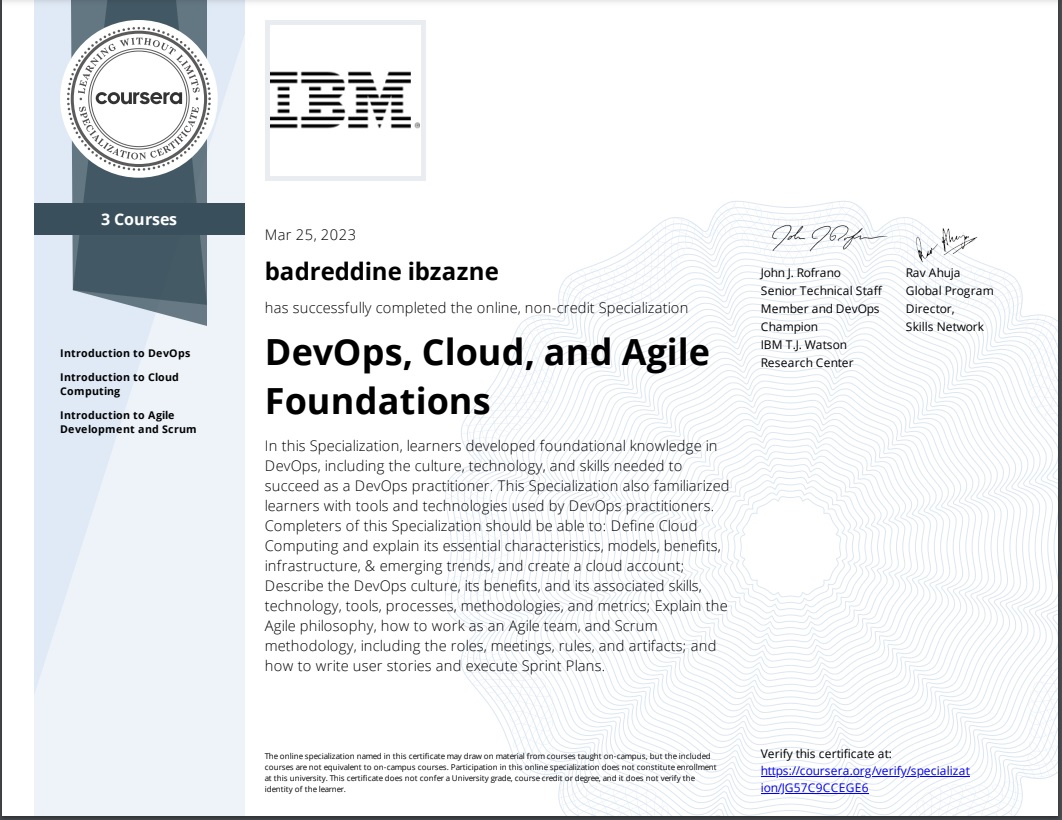 LEARNING WITHOUT LIMITS
coursera
SPECIALIZATION CERTIFICATE
3 Courses
Introduction to DevOps
Introduction to Cloud
Computing
Introduction to Agile
Development and Scrum
IBM®
Mar 25, 2023
badreddine ibzazne
has successfully completed the online, non-credit Specialization
DevOps, Cloud, and Agile
Foundations
In this Specialization, learners developed foundational knowledge in
DevOps, including the culture, technology, and skills needed to
succeed as a DevOps practitioner. This Specialization also familiarized
learners with tools and technologies used by DevOps practitioners.
Completers of this Specialization should be able to: Define Cloud
Computing and explain its essential characteristics, models, benefits,
infrastructure, & emerging trends, and create a cloud account;
Describe the DevOps culture, its benefits, and its associated skills,
technology, tools, processes, methodologies, and metrics; Explain the
Agile philosophy, how to work as an Agile team, and Scrum
methodology, including the roles, meetings, rules, and artifacts; and
how to write user stories and execute Sprint Plans.
The online specialization named in this certificate may draw on material from courses taught on-campus, but the included
courses are not equivalent to on-campus courses. Participation in this online specialization does not constitute enrollment
at this university. This certificate does not confer a University grade, course credit or degree, and it does not verify the
identity of the learner.
John J Rofrano
John J. Rofrano
Senior Technical Staff
Member and DevOps
Champion
IBM T.J. Watson
Research Center
Rav Ahuja
Rav Ahuja
Global Program
Director,
Skills Network
Verify this certificate at:
https://coursera.org/verify/specializat
ion/JG57C9CCEGE6